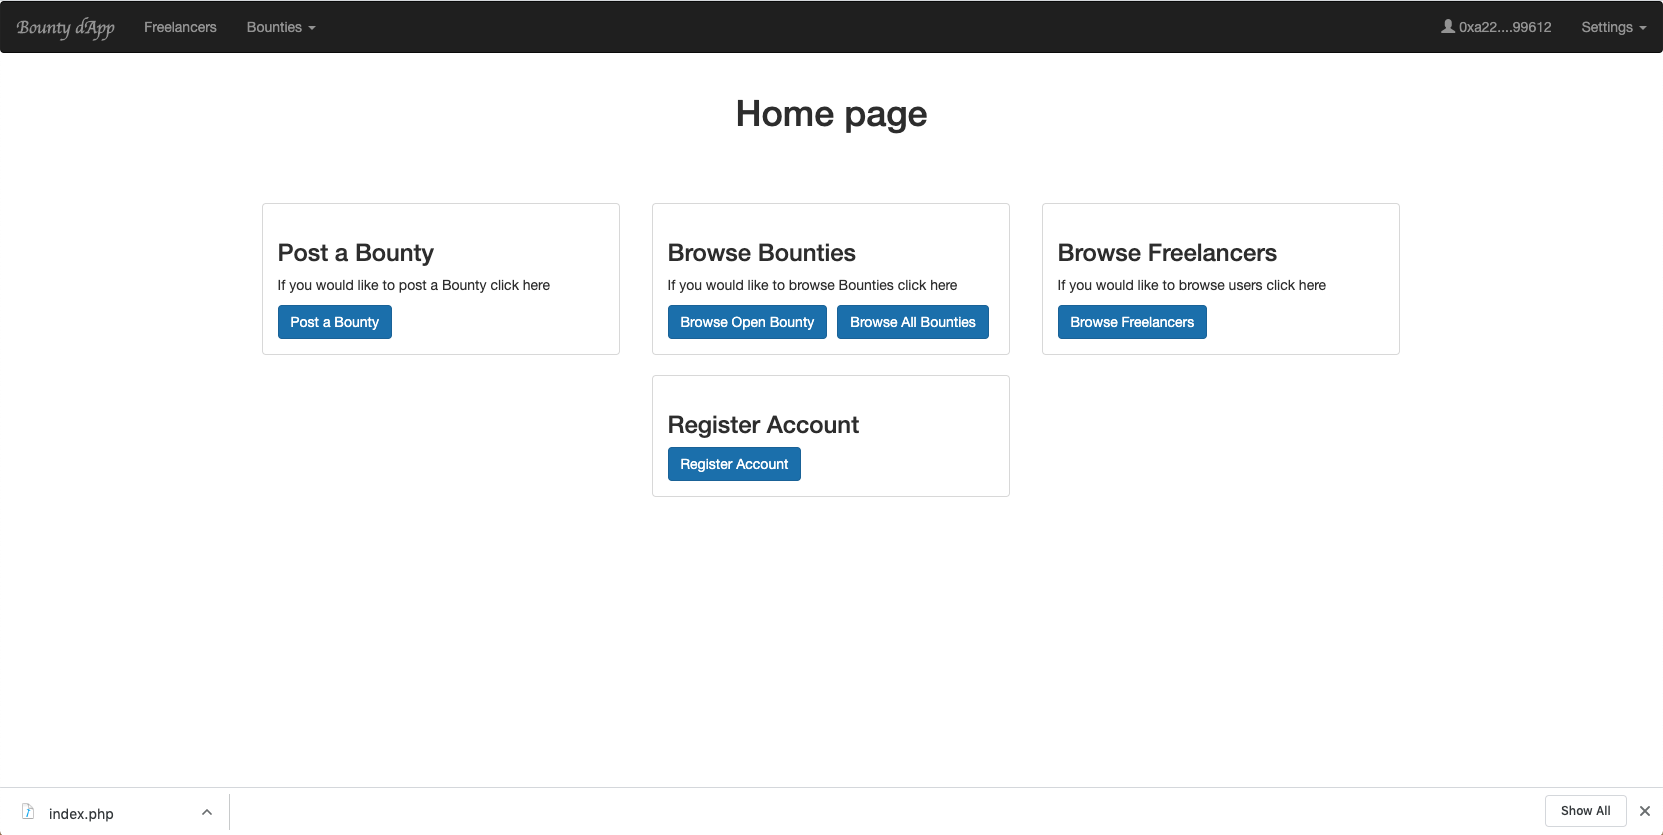 Bounty dApp Freelancers Bounties 0xa22....99612 Settings
Home page
Post a Bounty
If you would like to post a Bounty click here
Post a Bounty
Browse Bounties
If you would like to browse Bounties click here
Browse Open Bounty Browse All Bounties
Browse Freelancers
If you would like to browse users click here
Browse Freelancers
Register Account
Register Account
index.php Show All